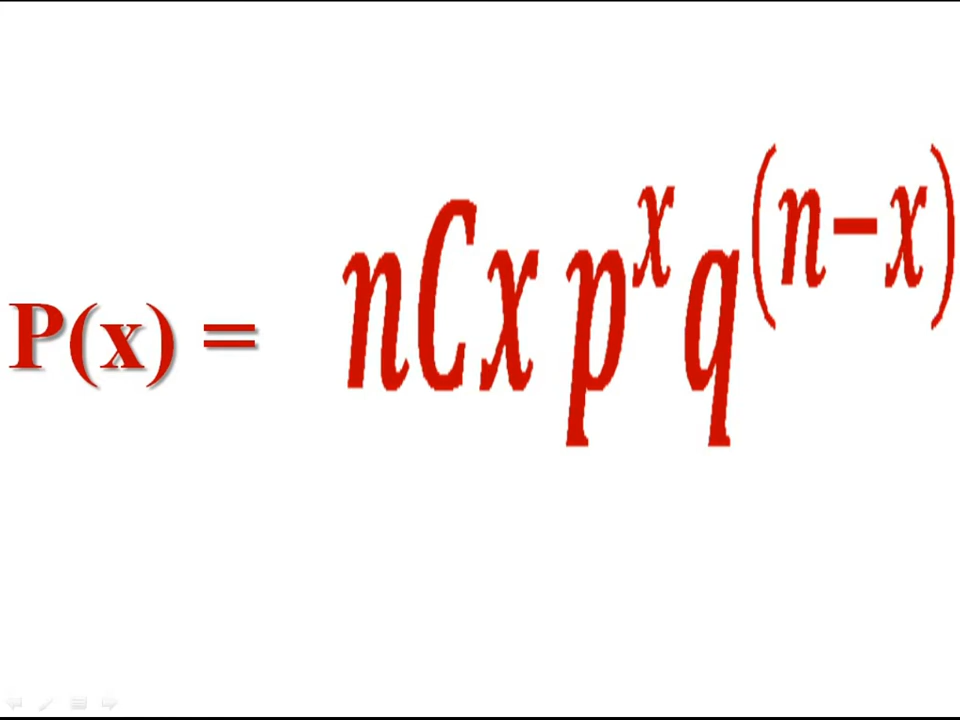 P(x) = nCx p^x q^(n−x)